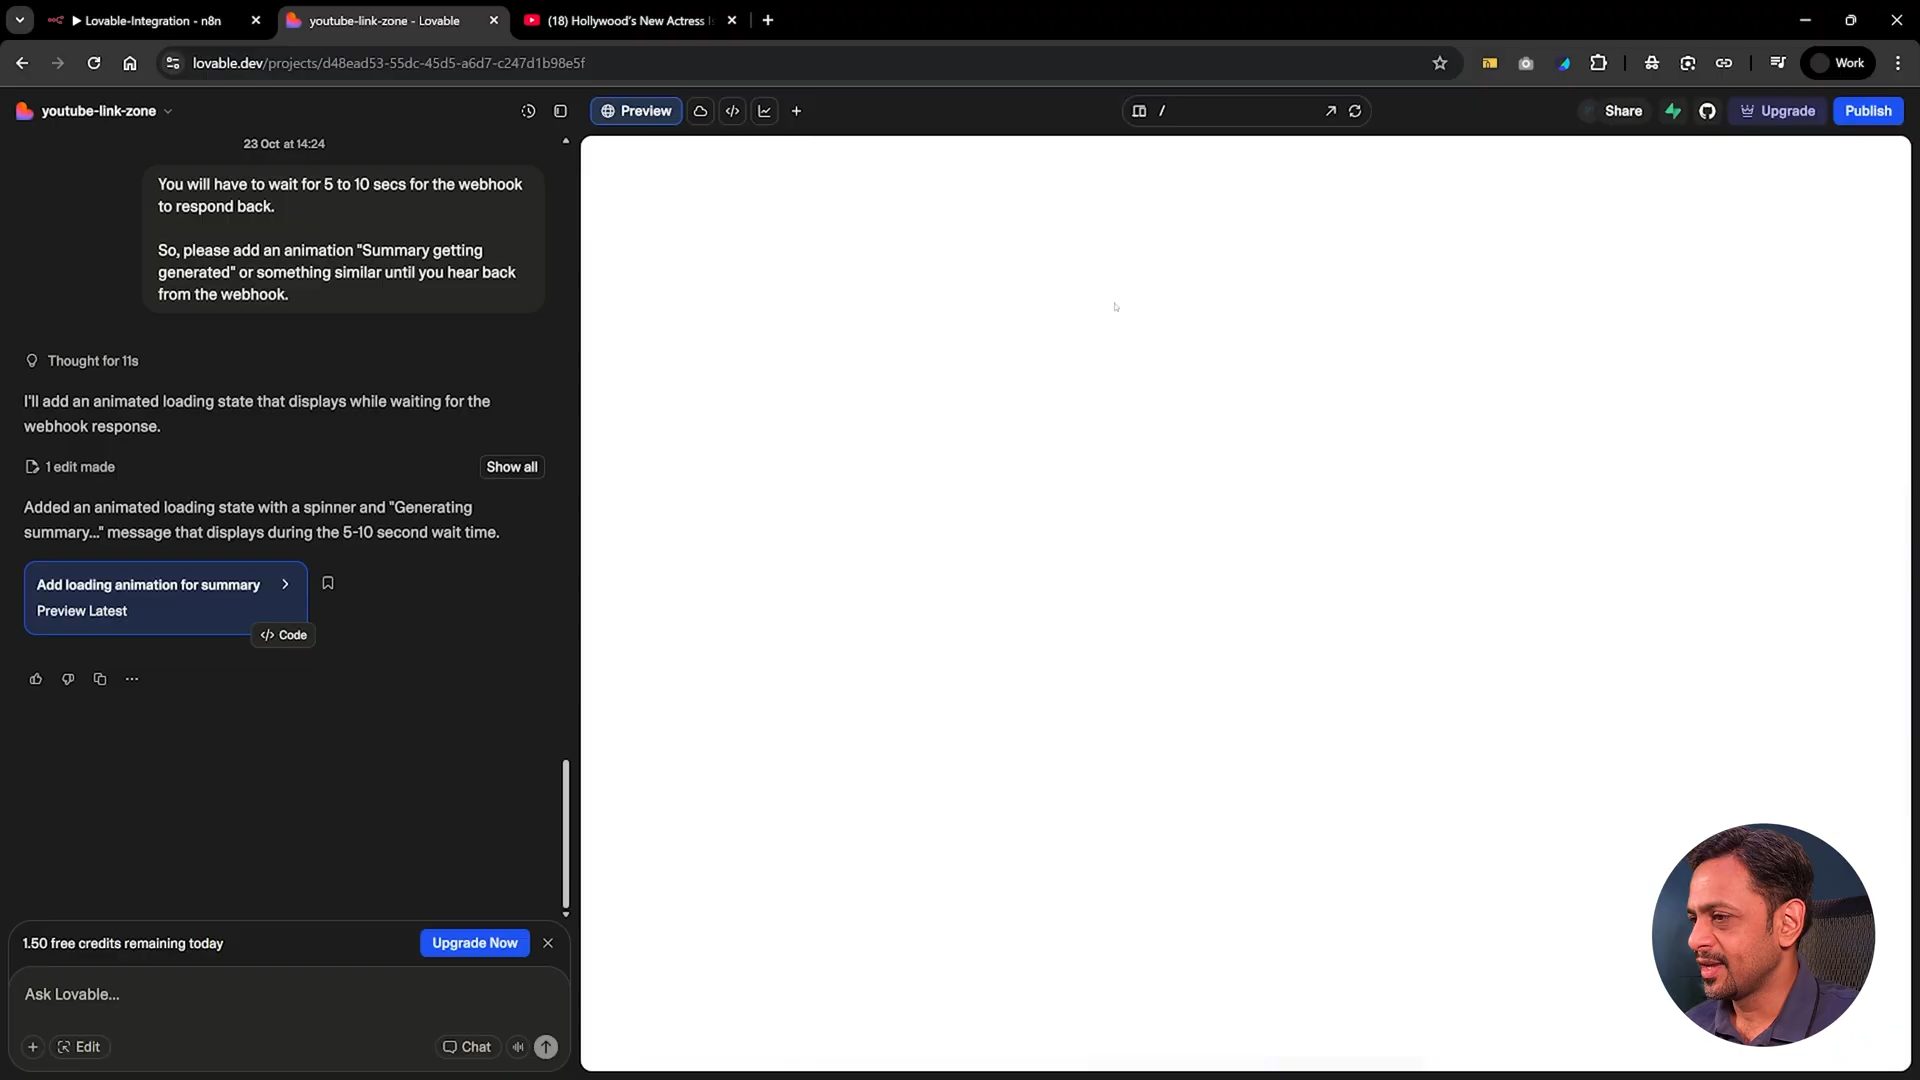 Lovable-Integration - n8n
youtube-link-zone - Lovable
(18) Hollywood's New Actress
lovable.dev/projects/d48ead53-55dc-45d5-a6d7-c247d1b98e5f
Work
youtube-link-zone
Preview
/
Share
Upgrade
Publish
23 Oct at 14:24
You will have to wait for 5 to 10 secs for the webhook
to respond back.
So, please add an animation "Summary getting
generated" or something similar until you hear back
from the webhook.
Thought for 11s
I'll add an animated loading state that displays while waiting for the
webhook response.
1 edit made
Show all
Added an animated loading state with a spinner and "Generating
summary..." message that displays during the 5-10 second wait time.
Add loading animation for summary
Preview Latest
Code
1.50 free credits remaining today
Upgrade Now
Ask Lovable...
Edit
Chat